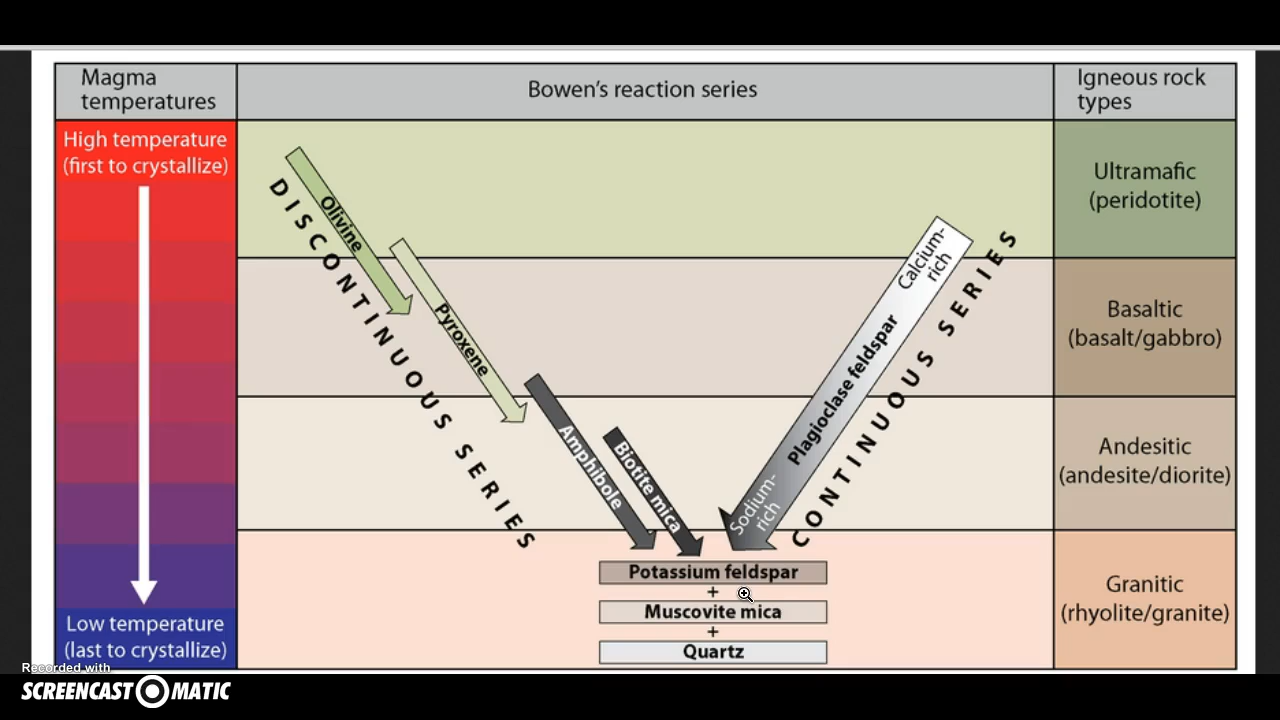 Magma
temperatures
Bowen's reaction series
Igneous rock
types
High temperature
(first to crystallize)
Olivine
Pyroxene
Amphibole
Biotite mica
DISCONTINUOUS SERIES
Calcium-
rich
Plagioclase feldspar
Sodium-
rich
CONTINUOUS SERIES
Ultramafic
(peridotite)
Basaltic
(basalt/gabbro)
Andesitic
(andesite/diorite)
Potassium feldspar
+
Muscovite mica
+
Quartz
Granitic
(rhyolite/granite)
Low temperature
(last to crystallize)
Recorded with
SCREENCAST MATIC